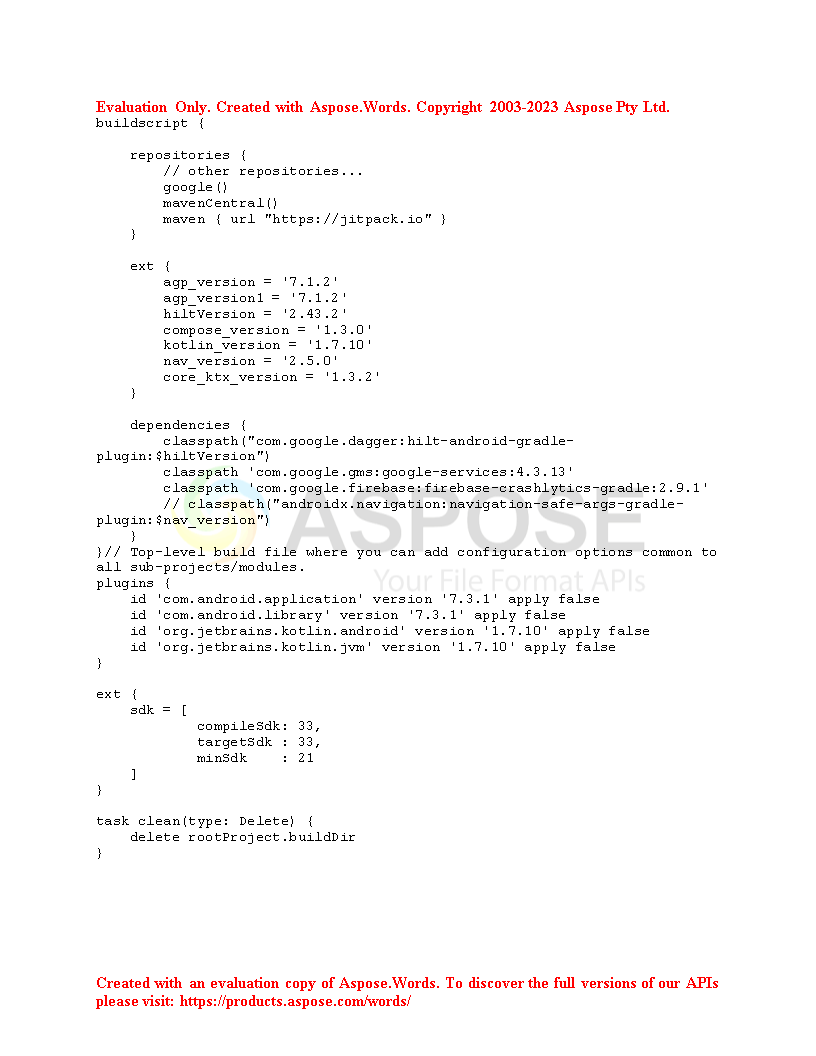 Evaluation Only. Created with Aspose.Words. Copyright 2003-2023 Aspose Pty Ltd.
buildscript {

    repositories {
        // other repositories...
        google()
        mavenCentral()
        maven { url "https://jitpack.io" }
    }

    ext {
        agp_version = '7.1.2'
        agp_version1 = '7.1.2'
        hiltVersion = '2.43.2'
        compose_version = '1.3.0'
        kotlin_version = '1.7.10'
        nav_version = '2.5.0'
        core_ktx_version = '1.3.2'
    }

    dependencies {
        classpath("com.google.dagger:hilt-android-gradle-
plugin:$hiltVersion")
        classpath 'com.google.gms:google-services:4.3.13'
        classpath 'com.google.firebase:firebase-crashlytics-gradle:2.9.1'
        // classpath("androidx.navigation:navigation-safe-args-gradle-
plugin:$nav_version")
    }
}// Top-level build file where you can add configuration options common to
all sub-projects/modules.
plugins {
    id 'com.android.application' version '7.3.1' apply false
    id 'com.android.library' version '7.3.1' apply false
    id 'org.jetbrains.kotlin.android' version '1.7.10' apply false
    id 'org.jetbrains.kotlin.jvm' version '1.7.10' apply false
}

ext {
    sdk = [
            compileSdk: 33,
            targetSdk : 33,
            minSdk    : 21
    ]
}

task clean(type: Delete) {
    delete rootProject.buildDir
}
ASPOSE
Your File Format APIs
Created with an evaluation copy of Aspose.Words. To discover the full versions of our APIs
please visit: https://products.aspose.com/words/